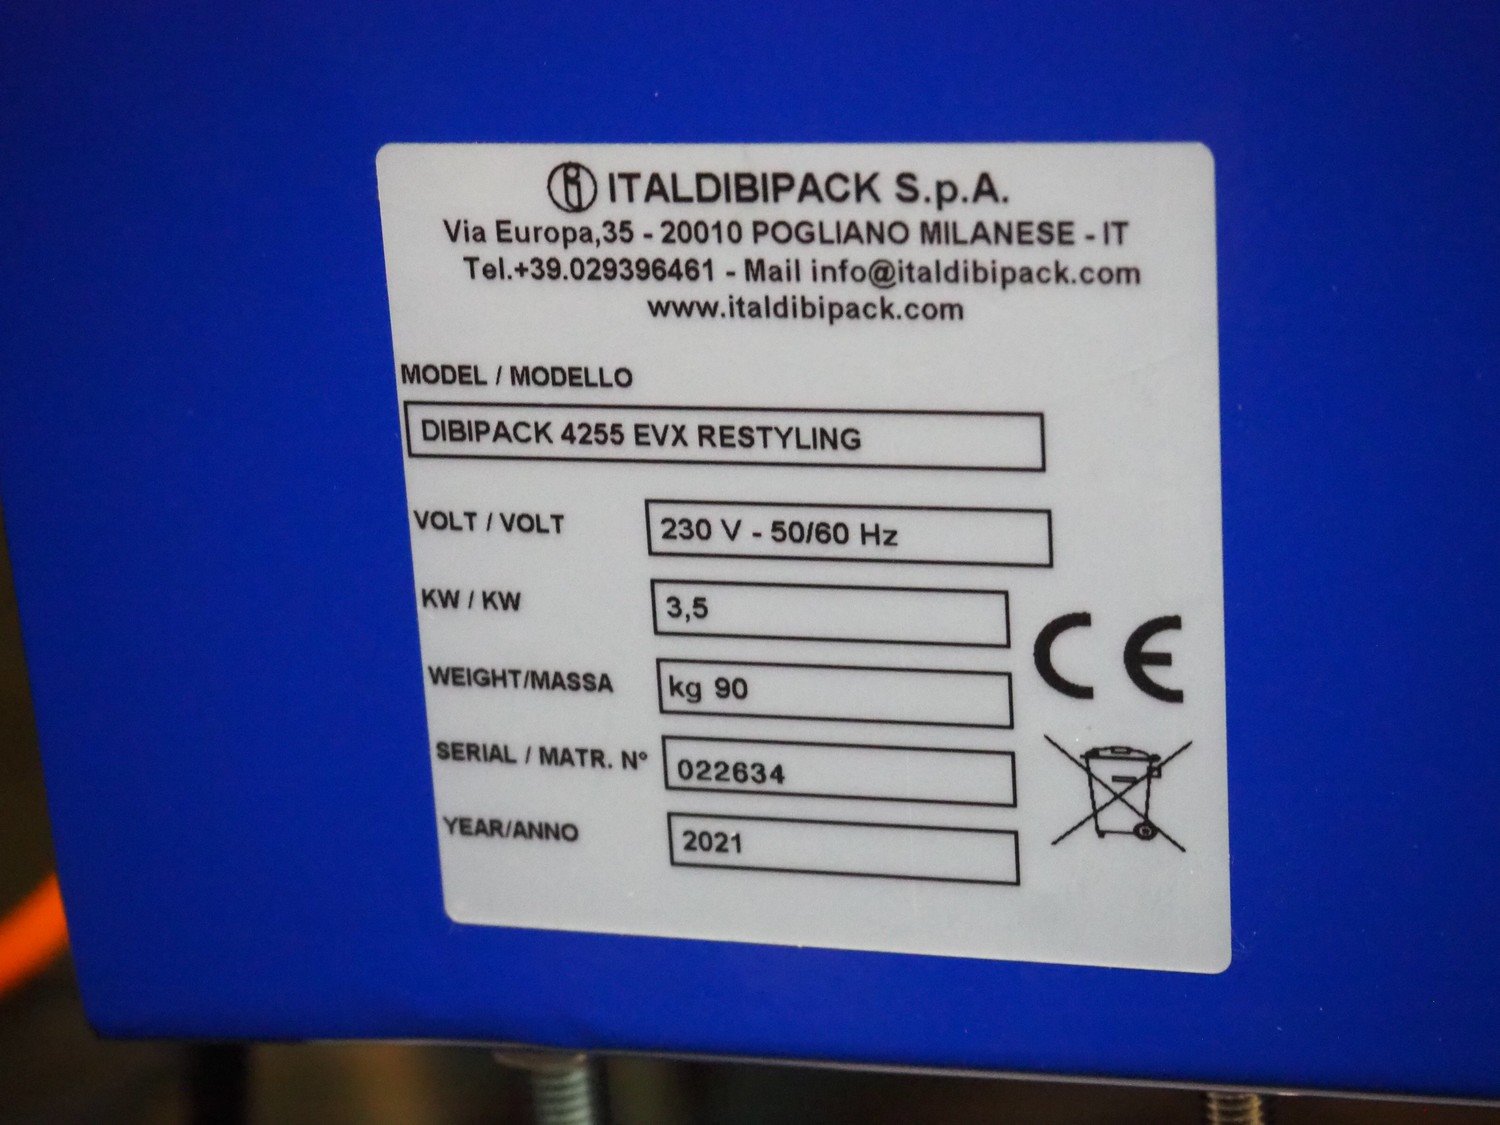 ITALDIBIPACK S.p.A.
Via Europa,35 - 20010 POGLIANO MILANESE - IT
Tel.+39.029396461 - Mail info@italdibipack.com
www.italdibipack.com
MODEL / MODELLO
DIBIPACK 4255 EVX RESTYLING
VOLT / VOLT 230 V - 50/60 Hz
KW / KW 3,5
WEIGHT/MASSA kg 90
SERIAL / MATR. N° 022634
YEAR/ANNO 2021
CE